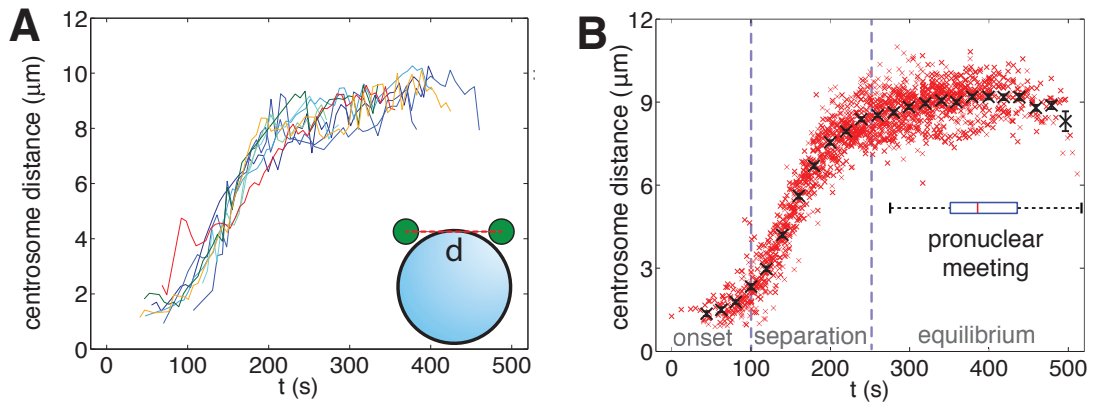 A
centrosome distance (μm)
12
10
8
6
4
2
0
d
0 100 200 300 400 500
t (s)
B
centrosome distance (μm)
12
9
6
3
0
pronuclear
meeting
onset separation equilibrium
0 100 200 300 400 500
t (s)